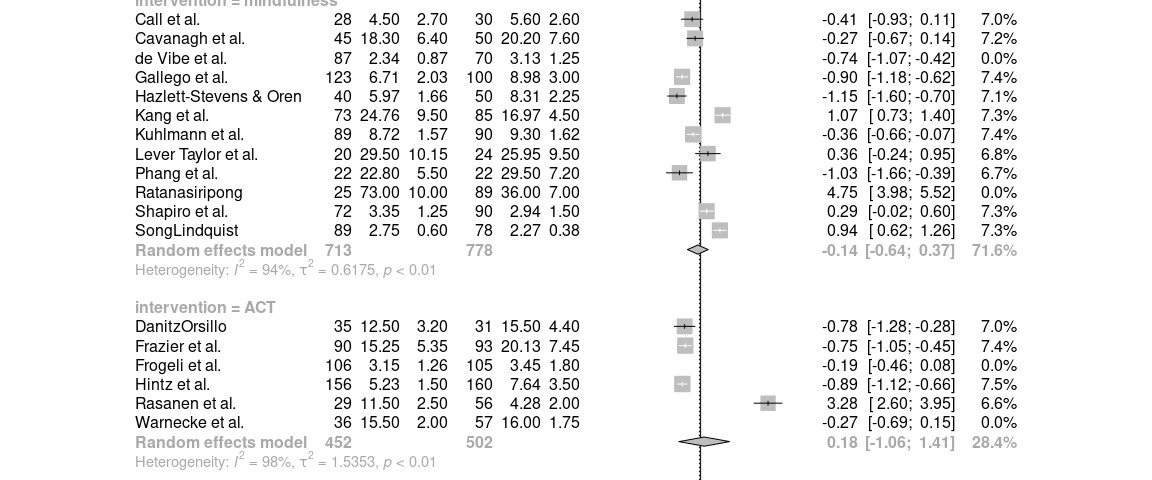 intervention = mindfulness
Call et al. 28 4.50 2.70 30 5.60 2.60 -0.41 [-0.93; 0.11] 7.0%
Cavanagh et al. 45 18.30 6.40 50 20.20 7.60 -0.27 [-0.67; 0.14] 7.2%
de Vibe et al. 87 2.34 0.87 70 3.13 1.25 -0.74 [-1.07; -0.42] 0.0%
Gallego et al. 123 6.71 2.03 100 8.98 3.00 -0.90 [-1.18; -0.62] 7.4%
Hazlett-Stevens & Oren 40 5.97 1.66 50 8.31 2.25 -1.15 [-1.60; -0.70] 7.1%
Kang et al. 73 24.76 9.50 85 16.97 4.50 1.07 [ 0.73; 1.40] 7.3%
Kuhlmann et al. 89 8.72 1.57 90 9.30 1.62 -0.36 [-0.66; -0.07] 7.4%
Lever Taylor et al. 20 29.50 10.15 24 25.95 9.50 0.36 [-0.24; 0.95] 6.8%
Phang et al. 22 22.80 5.50 22 29.50 7.20 -1.03 [-1.66; -0.39] 6.7%
Ratanasiripong 25 73.00 10.00 89 36.00 7.00 4.75 [ 3.98; 5.52] 0.0%
Shapiro et al. 72 3.35 1.25 90 2.94 1.50 0.29 [-0.02; 0.60] 7.3%
SongLindquist 89 2.75 0.60 78 2.27 0.38 0.94 [ 0.62; 1.26] 7.3%
Random effects model 713 778 -0.14 [-0.64; 0.37] 71.6%
Heterogeneity: I² = 94%, τ² = 0.6175, p < 0.01
intervention = ACT
DanitzOrsillo 35 12.50 3.20 31 15.50 4.40 -0.78 [-1.28; -0.28] 7.0%
Frazier et al. 90 15.25 5.35 93 20.13 7.45 -0.75 [-1.05; -0.45] 7.4%
Frogeli et al. 106 3.15 1.26 105 3.45 1.80 -0.19 [-0.46; 0.08] 0.0%
Hintz et al. 156 5.23 1.50 160 7.64 3.50 -0.89 [-1.12; -0.66] 7.5%
Rasanen et al. 29 11.50 2.50 56 4.28 2.00 3.28 [ 2.60; 3.95] 6.6%
Warnecke et al. 36 15.50 2.00 57 16.00 1.75 -0.27 [-0.69; 0.15] 0.0%
Random effects model 452 502 0.18 [-1.06; 1.41] 28.4%
Heterogeneity: I² = 98%, τ² = 1.5353, p < 0.01